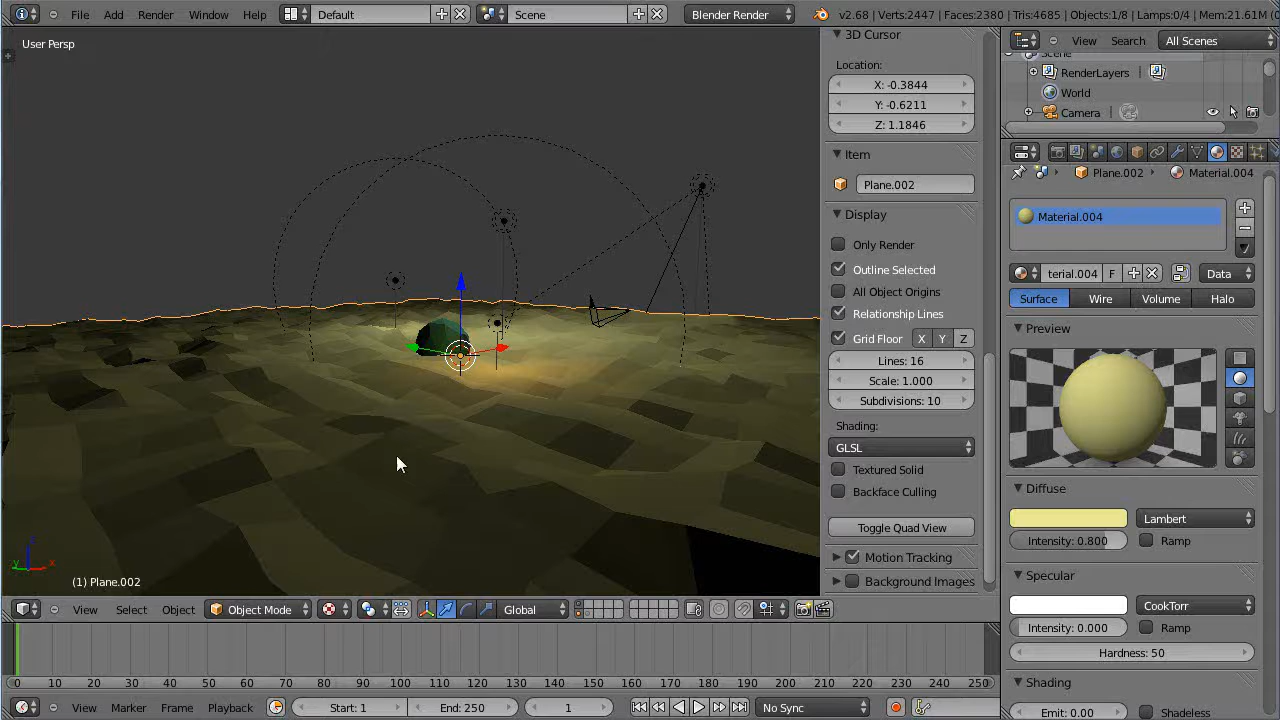 File Add Render Window Help Default Scene Blender Render v2.68 | Verts:2447 | Faces:2380 | Tris:4685 | Objects:1/8 | Lamps:0/4 | Mem:21.61M
User Persp
3D Cursor
Location:
X: -0.3844
Y: -0.6211
Z: 1.1846
Item
Plane.002
Display
Only Render
Outline Selected
All Object Origins
Relationship Lines
Grid Floor X Y Z
Lines: 16
Scale: 1.000
Subdivisions: 10
Shading:
GLSL
Textured Solid
Backface Culling
Toggle Quad View
Motion Tracking
Background Images
View Search All Scenes
Scene
RenderLayers
World
Camera
Plane.002 Material.004
Material.004
terial.004 F Data
Surface Wire Volume Halo
Preview
Diffuse
Lambert
Intensity: 0.800 Ramp
Specular
CookTorr
Intensity: 0.000 Ramp
Hardness: 50
Shading
Emit: 0.00 Shadeless
z
y x
(1) Plane.002
View Select Object Object Mode Global
0 10 20 30 40 50 60 70 80 90 100 110 120 130 140 150 160 170 180 190 200 210 220 230 240 250
View Marker Frame Playback Start: 1 End: 250 1 No Sync